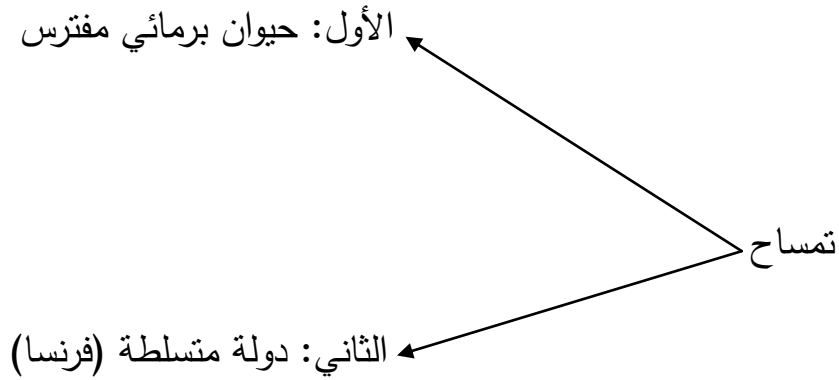 الأول: حيوان برمائي مفترس
تمساح
الثاني: دولة متسلطة (فرنسا)